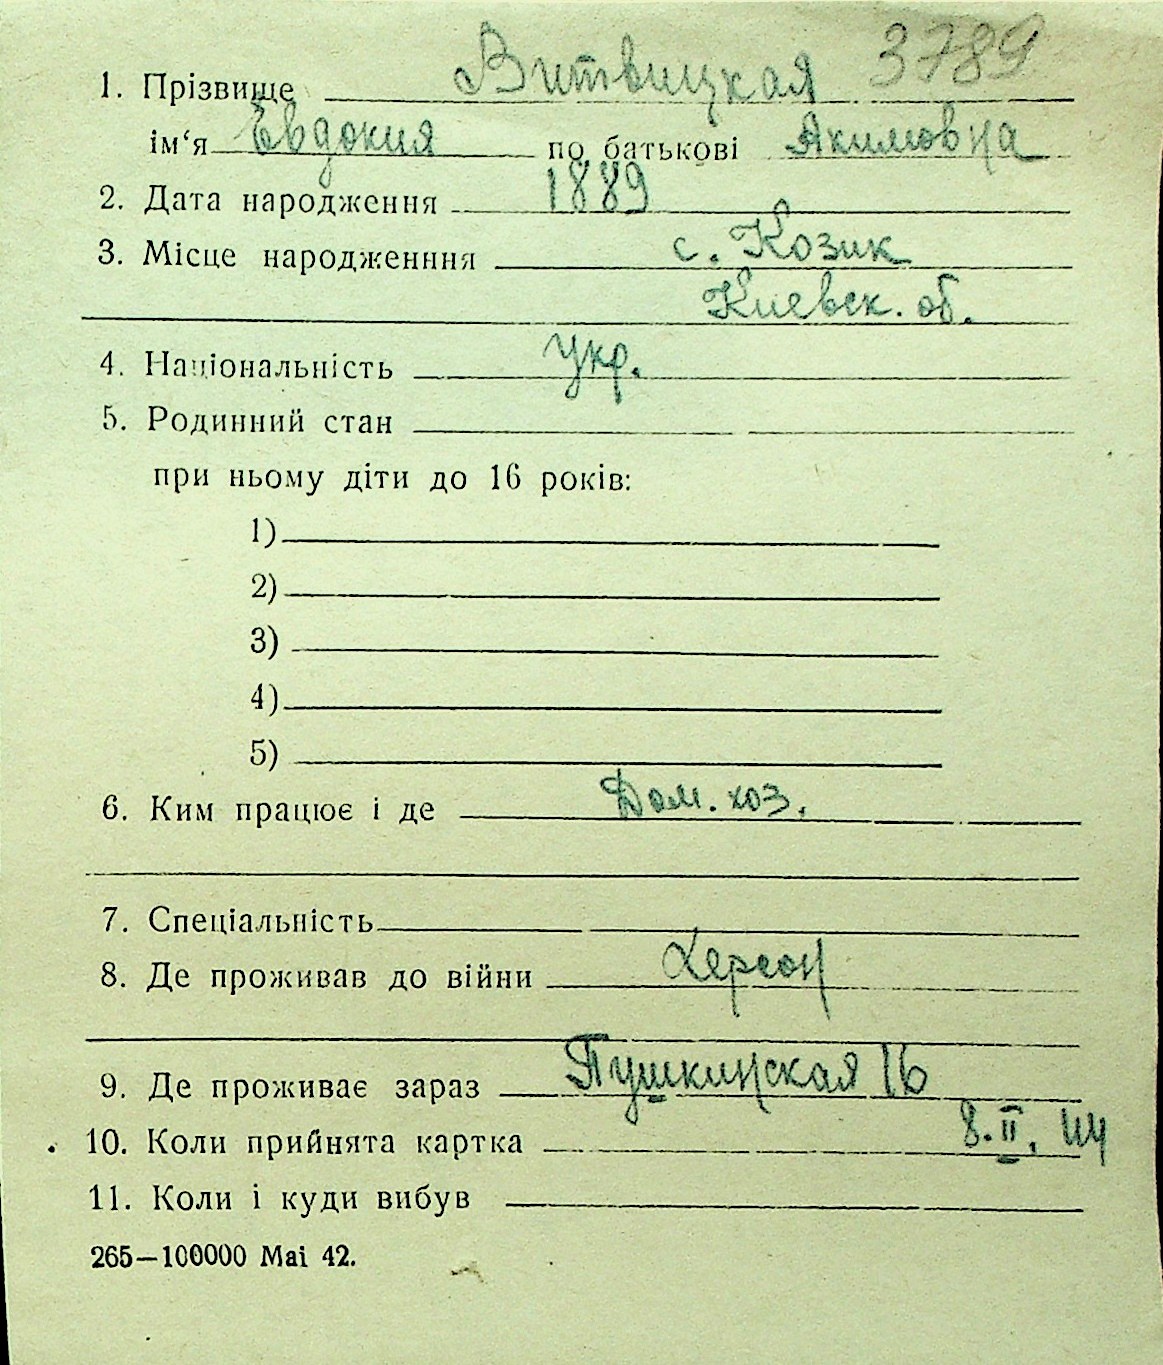 3789
1. Прізвище Витвицкая
ім‘я Евдокия по батькові Якимовна
2. Дата народження 1889
3. Місце народженння с. Козик
Киевск. об.
4. Національність Укр.
5. Родинний стан
при ньому діти до 16 років:
1)
2)
3)
4)
5)
6. Ким працює і де Дом. хоз.
7. Спеціальність
8. Де проживав до війни Херсон
9. Де проживає зараз Пушкинская 16
10. Коли прийнята картка 8.II.44
11. Коли і куди вибув
265—100000 Mai 42.